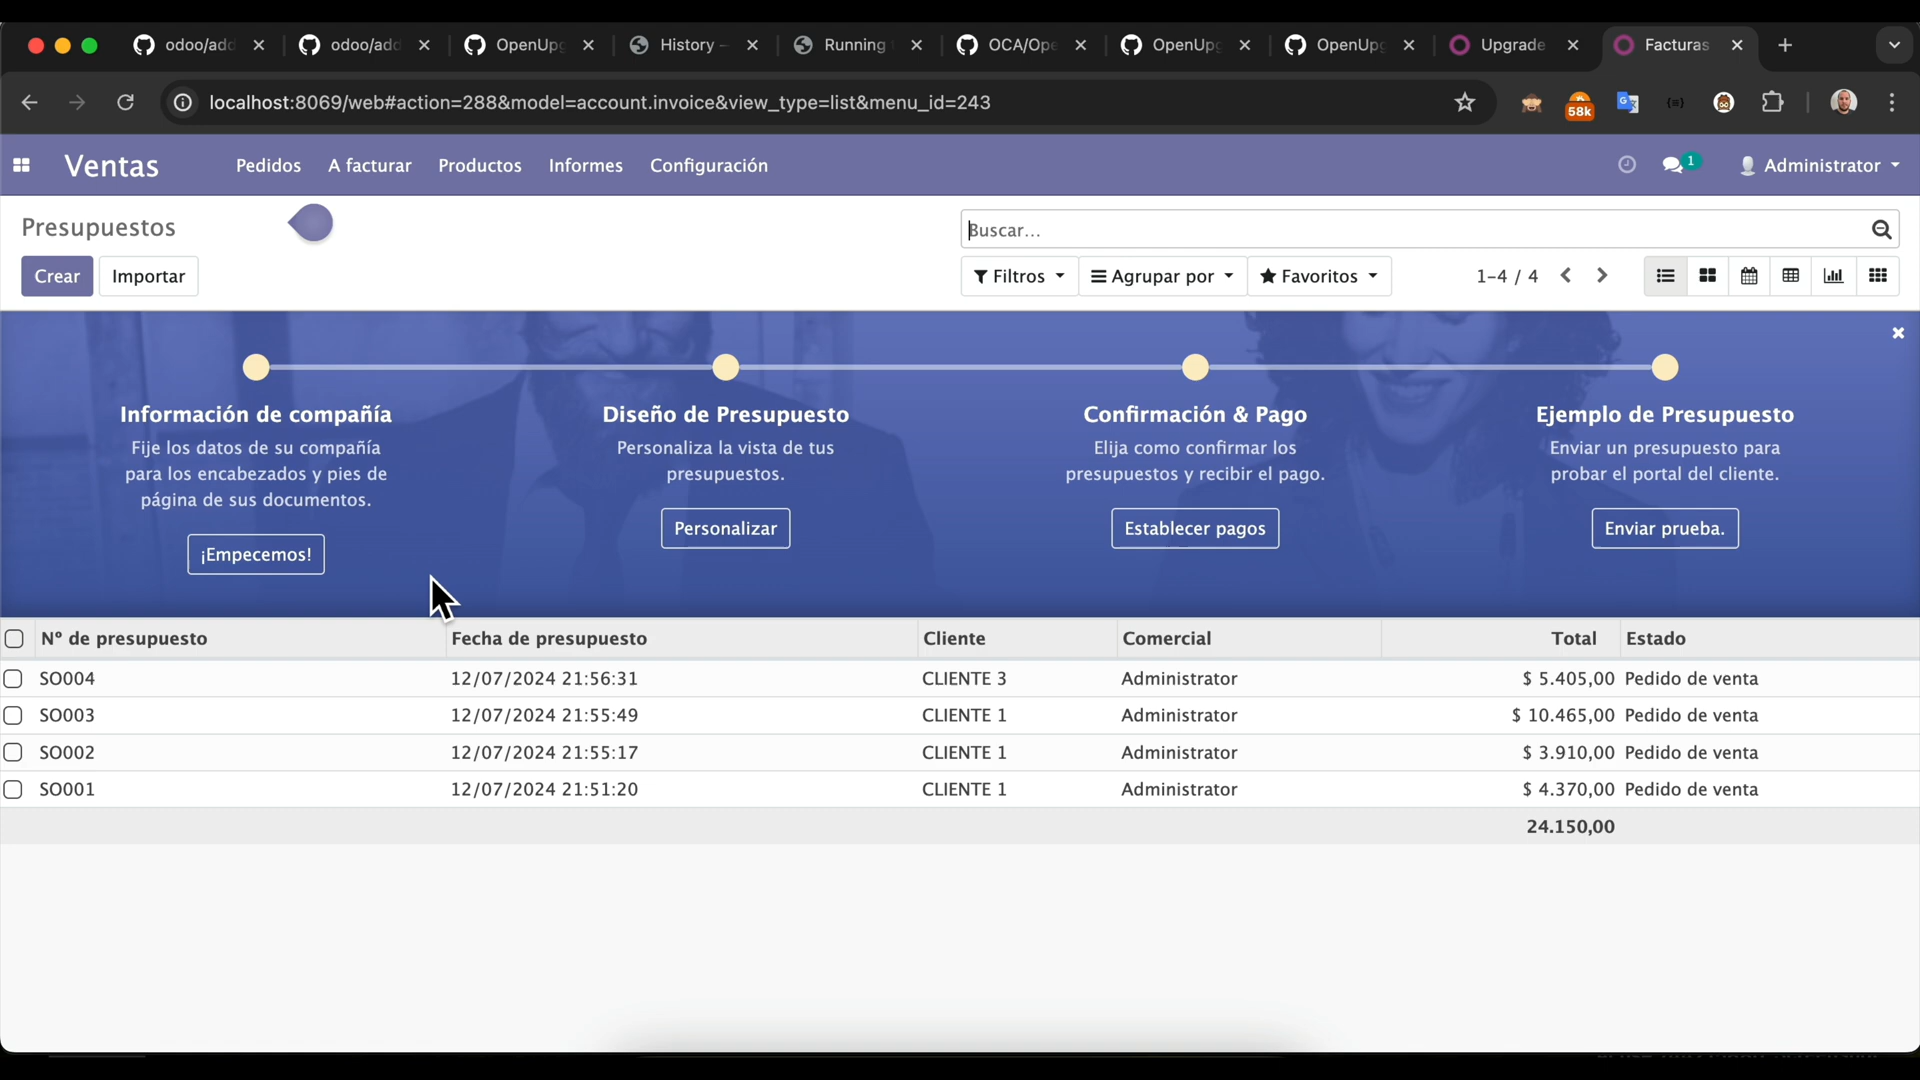 odoo/add
odoo/add
OpenUpg
History –
Running
OCA/Ope
OpenUpg
OpenUpg
Upgrade
Facturas
localhost:8069/web#action=288&model=account.invoice&view_type=list&menu_id=243
58k
Ventas
Pedidos
A facturar
Productos
Informes
Configuración
1
Administrator
Presupuestos
Buscar...
Crear
Importar
Filtros
Agrupar por
Favoritos
1-4 / 4
Información de compañía
Fije los datos de su compañía
para los encabezados y pies de
página de sus documentos.
¡Empecemos!
Diseño de Presupuesto
Personaliza la vista de tus
presupuestos.
Personalizar
Confirmación & Pago
Elija como confirmar los
presupuestos y recibir el pago.
Establecer pagos
Ejemplo de Presupuesto
Enviar un presupuesto para
probar el portal del cliente.
Enviar prueba.
Nº de presupuesto Fecha de presupuesto Cliente Comercial Total Estado
SO004 12/07/2024 21:56:31 CLIENTE 3 Administrator $ 5.405,00 Pedido de venta
SO003 12/07/2024 21:55:49 CLIENTE 1 Administrator $ 10.465,00 Pedido de venta
SO002 12/07/2024 21:55:17 CLIENTE 1 Administrator $ 3.910,00 Pedido de venta
SO001 12/07/2024 21:51:20 CLIENTE 1 Administrator $ 4.370,00 Pedido de venta
24.150,00